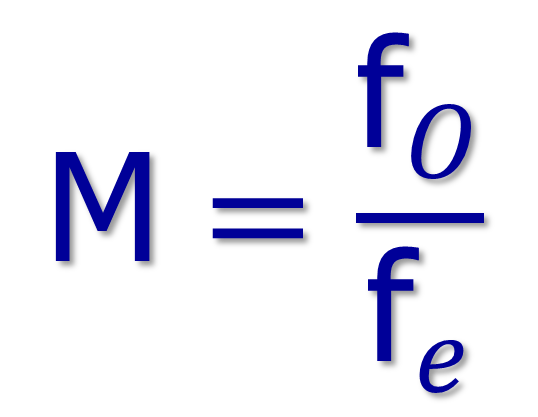 M = f_O / f_e